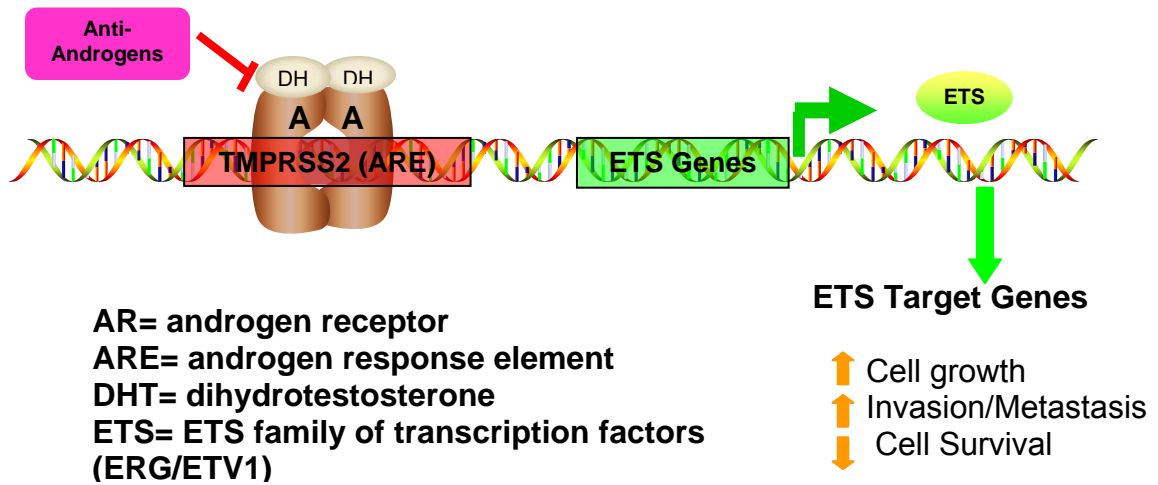 Anti-
Androgens
DH DH
A A
TMPRSS2 (ARE)
ETS Genes
ETS
ETS Target Genes
Cell growth
Invasion/Metastasis
Cell Survival
AR= androgen receptor
ARE= androgen response element
DHT= dihydrotestosterone
ETS= ETS family of transcription factors
(ERG/ETV1)